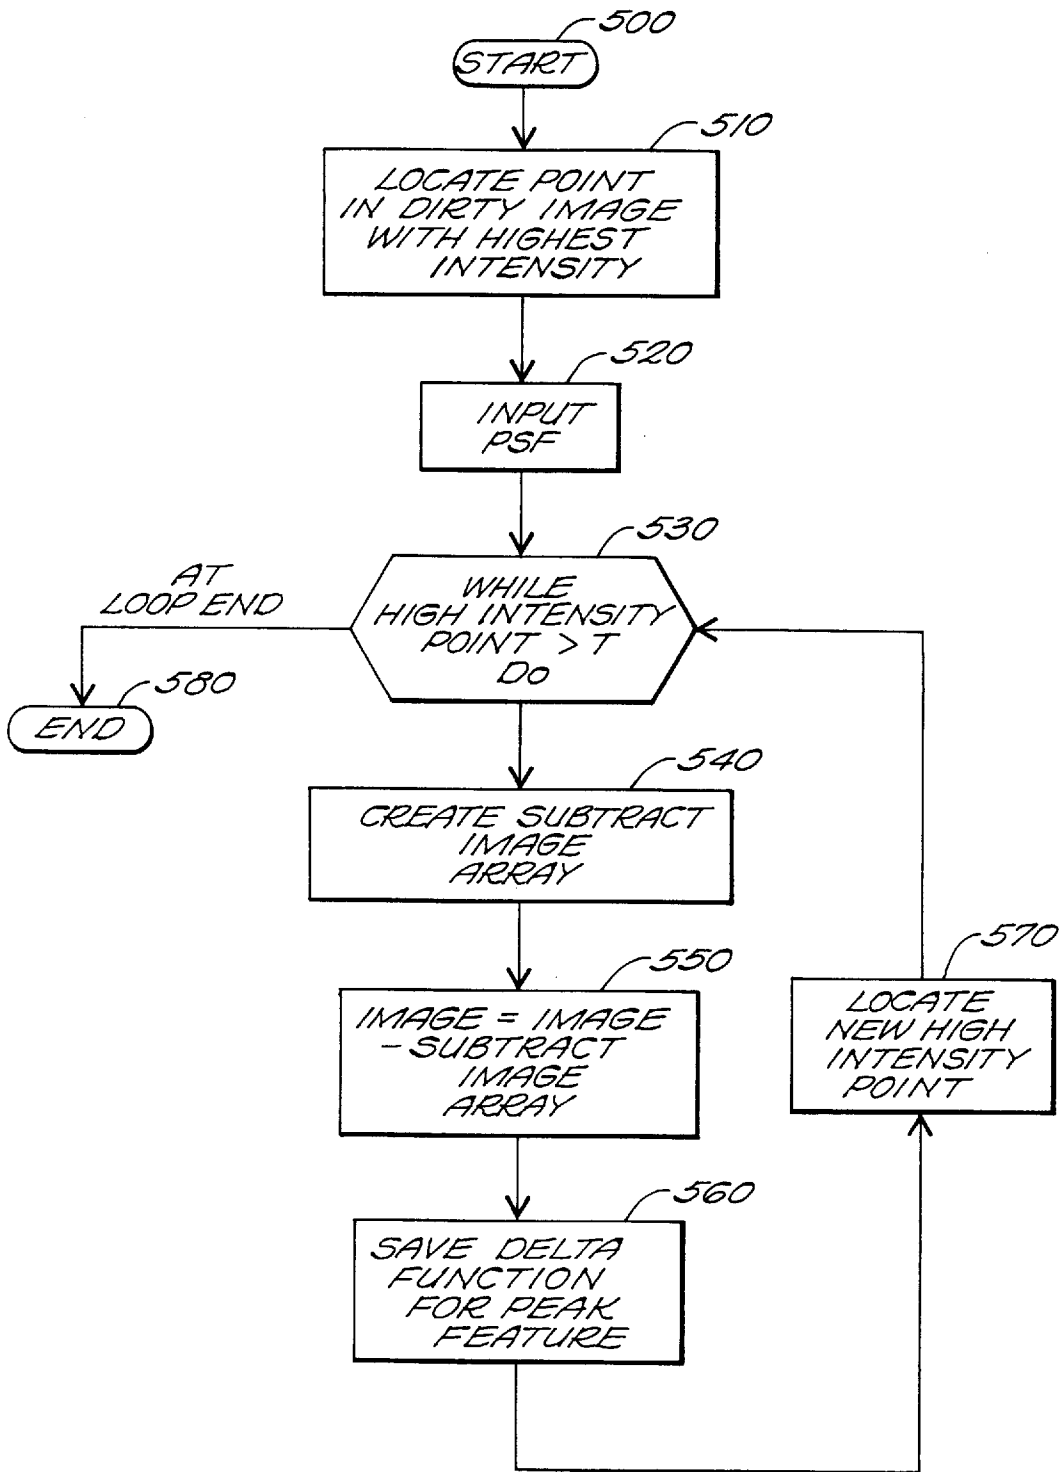 500
START
510
LOCATE POINT
IN DIRTY IMAGE
WITH HIGHEST
INTENSITY
520
INPUT
PSF
530
WHILE
HIGH INTENSITY
POINT > T
DO
AT
LOOP END
580
END
540
CREATE SUBTRACT
IMAGE
ARRAY
550
IMAGE = IMAGE
- SUBTRACT
IMAGE
ARRAY
570
LOCATE
NEW HIGH
INTENSITY
POINT
560
SAVE DELTA
FUNCTION
FOR PEAK
FEATURE